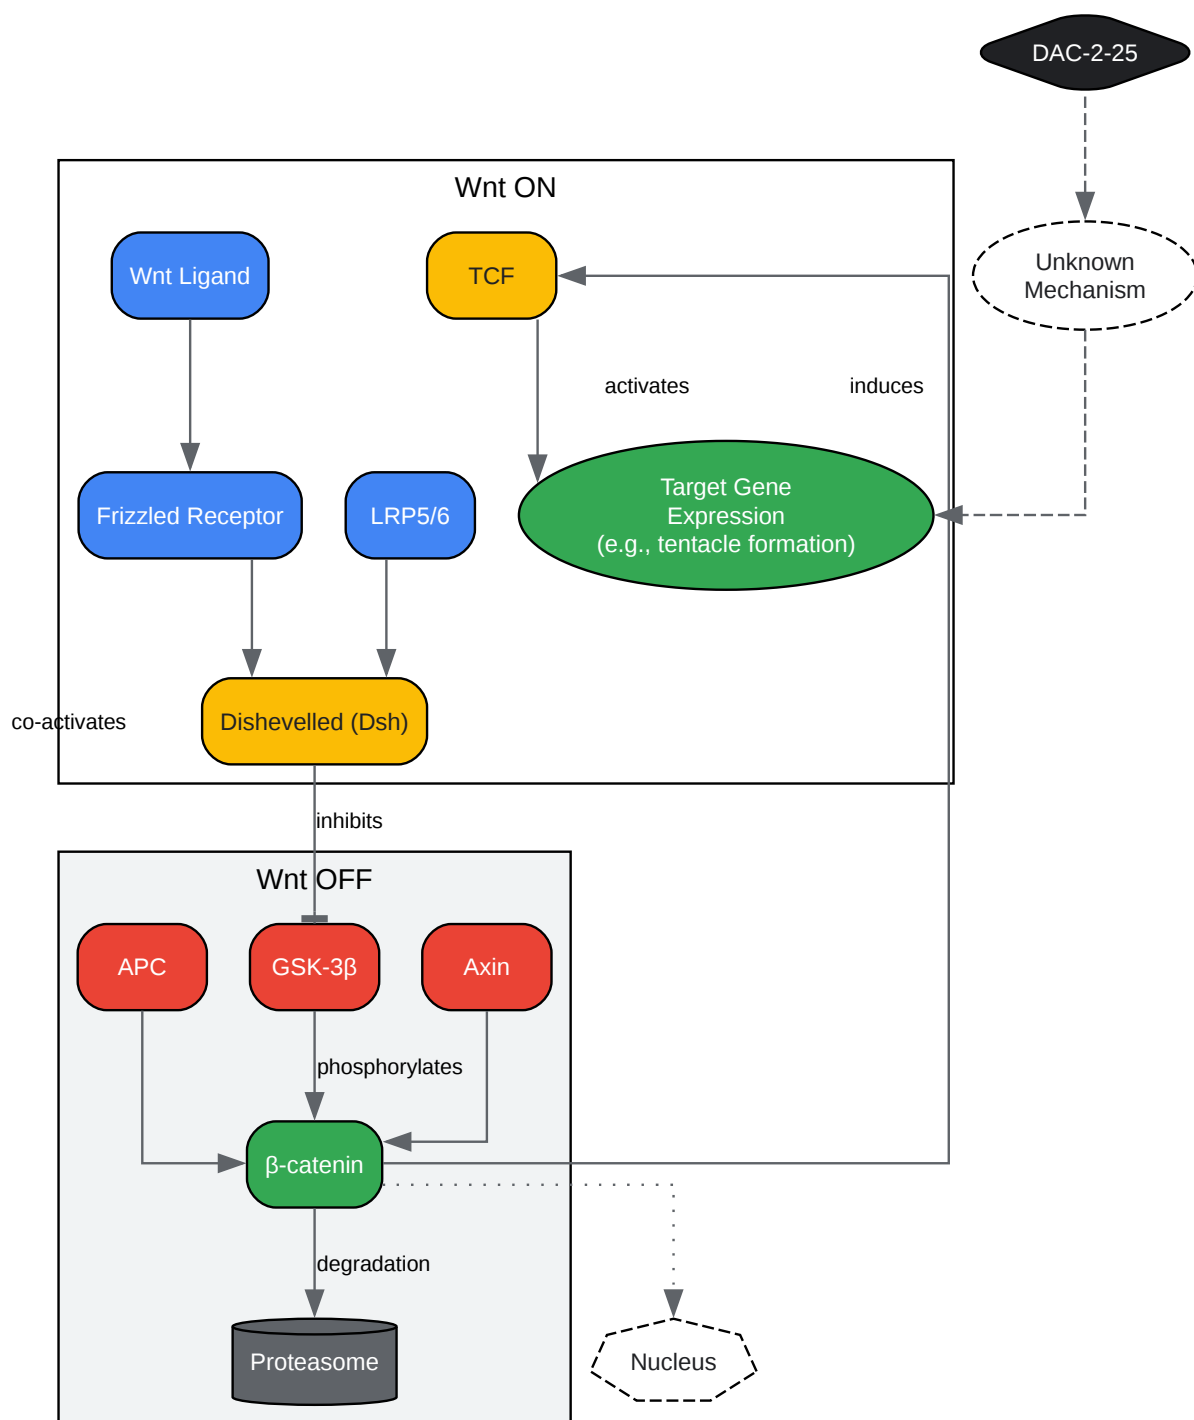 DAC-2-25
Wnt ON
Wnt Ligand
TCF
Unknown
Mechanism
activates
induces
Frizzled Receptor
LRP5/6
Target Gene
Expression
(e.g., tentacle formation)
co-activates
Dishevelled (Dsh)
inhibits
Wnt OFF
APC
GSK-3β
Axin
phosphorylates
β-catenin
degradation
Proteasome
Nucleus